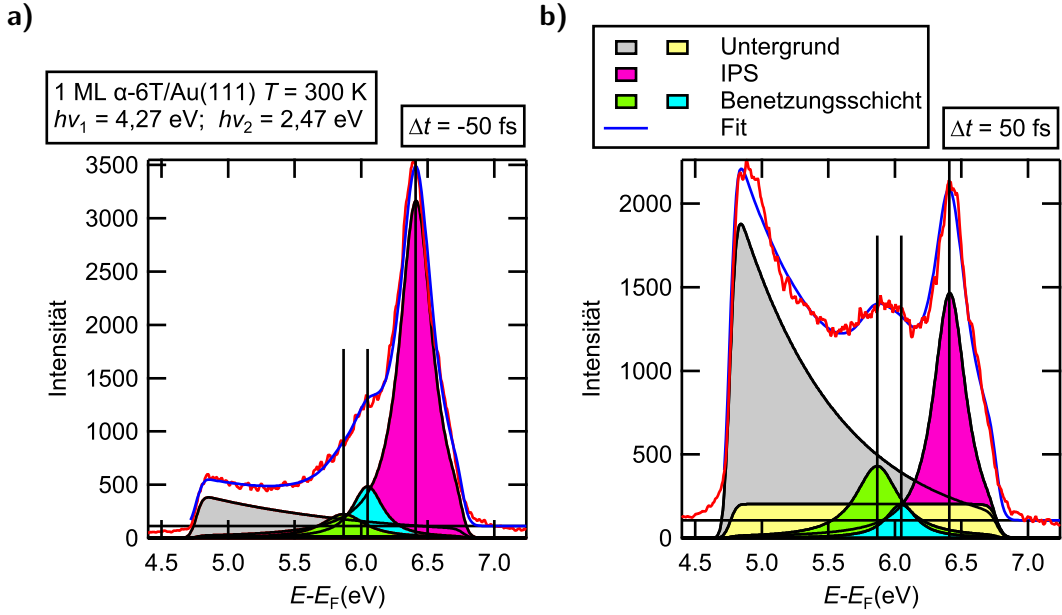 a)
1 ML α-6T/Au(111) T = 300 K
hν1 = 4,27 eV; hν2 = 2,47 eV
Δt = -50 fs
3500
3000
2500
2000
1500
1000
500
0
Intensität
4.5 5.0 5.5 6.0 6.5 7.0
E-EF(eV)
b)
Untergrund
IPS
Benetzungsschicht
Fit
Δt = 50 fs
2000
1500
1000
500
0
Intensität
4.5 5.0 5.5 6.0 6.5 7.0
E-EF(eV)